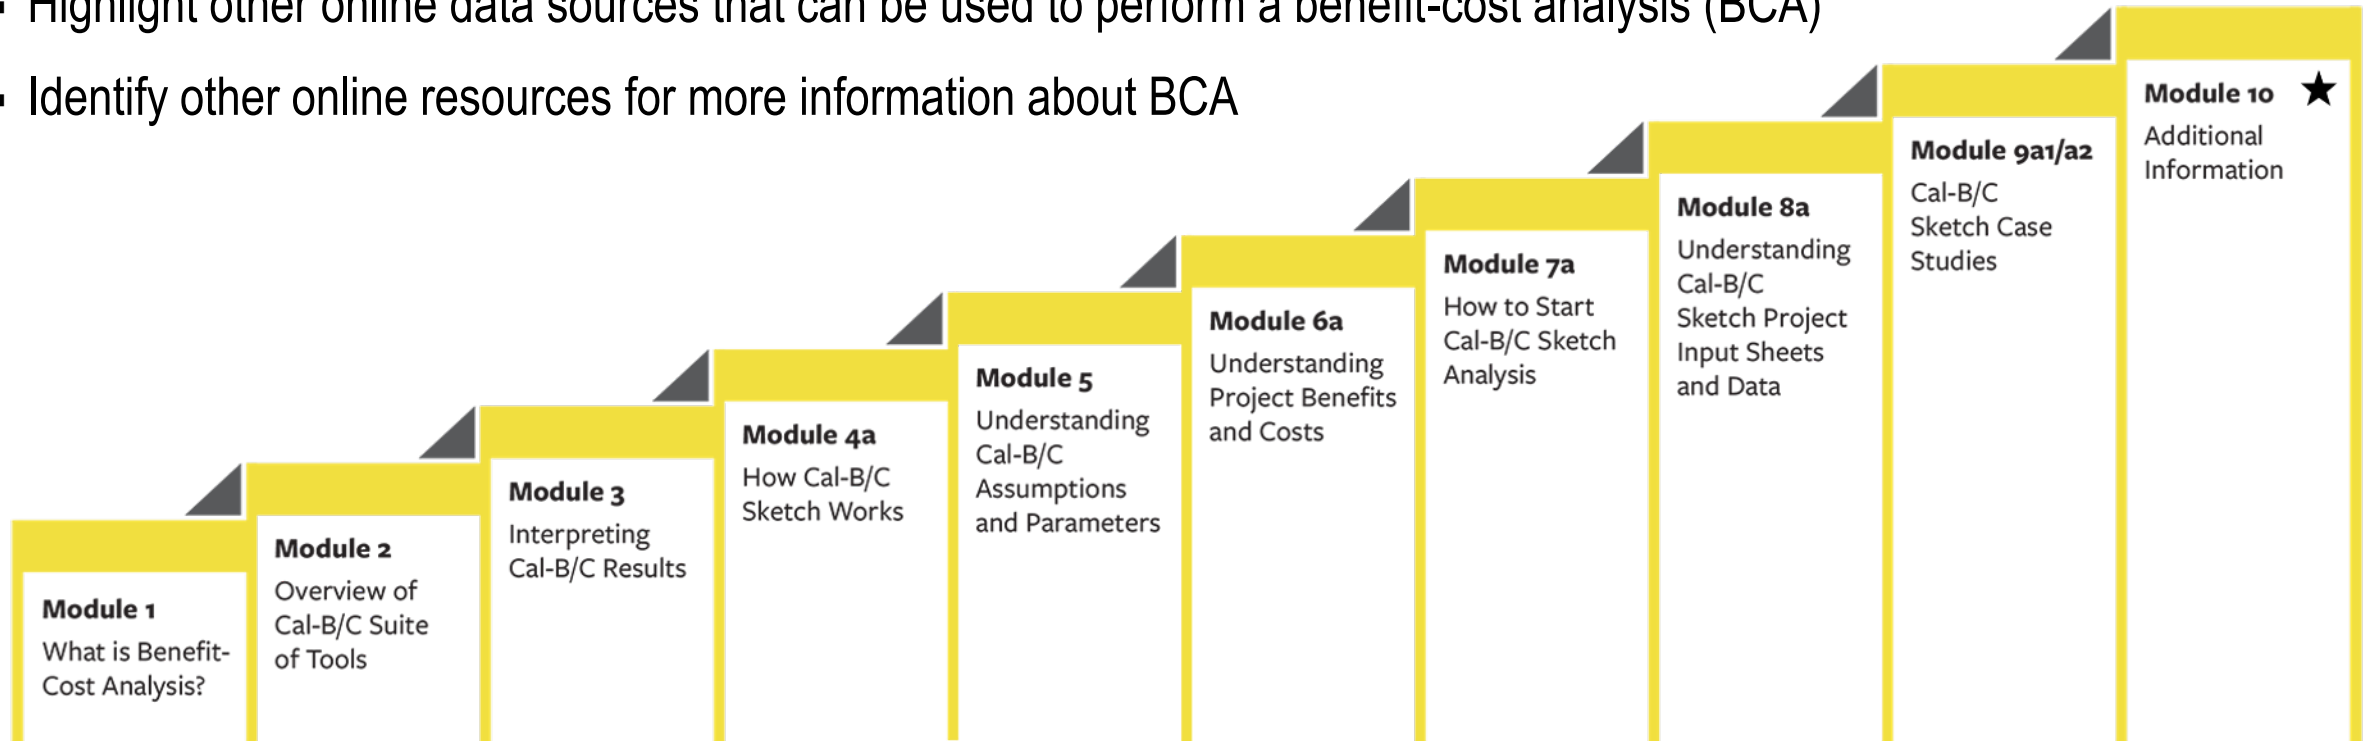 ▪ Highlight other online data sources that can be used to perform a benefit-cost analysis (BCA)
▪ Identify other online resources for more information about BCA
Module 1
What is Benefit-
Cost Analysis?
Module 2
Overview of
Cal-B/C Suite
of Tools
Module 3
Interpreting
Cal-B/C Results
Module 4a
How Cal-B/C
Sketch Works
Module 5
Understanding
Cal-B/C
Assumptions
and Parameters
Module 6a
Understanding
Project Benefits
and Costs
Module 7a
How to Start
Cal-B/C Sketch
Analysis
Module 8a
Understanding
Cal-B/C
Sketch Project
Input Sheets
and Data
Module 9a1/a2
Cal-B/C
Sketch Case
Studies
Module 10 ★
Additional
Information